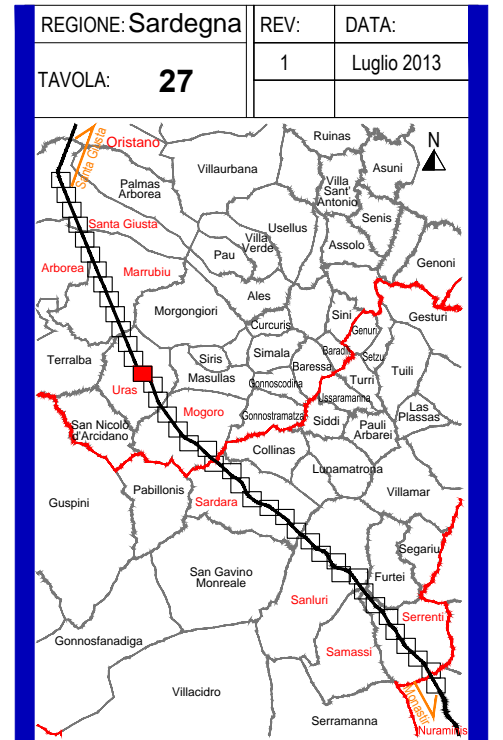 REGIONE: Sardegna
REV:
DATA:
TAVOLA: 27
1
Luglio 2013
N
Santa Giusta
Oristano
Ruinas
Villaurbana
Asuni
Villa
Sant'
Antonio
Palmas
Arborea
Senis
Santa Giusta
Usellus
Villa
Verde
Assolo
Pau
Genoni
Arborea
Marrubiu
Ales
Morgongiori
Sini
Gesturi
Curcuris
Genuri
Terralba
Siris
Simala
Baradili
Setzu
Masullas
Baressa
Tuili
Uras
Gonnoscodina
Turri
Ussaramanna
Mogoro
Gonnostramatza
Las
Plassas
San Nicolò
d'Arcidano
Siddi
Pauli
Arbarei
Collinas
Lunamatrona
Pabillonis
Villamar
Guspini
Sardara
Segariu
San Gavino
Monreale
Furtei
Sanluri
Serrenti
Gonnosfanadiga
Samassi
Villacidro
Monastir
Serramanna
Nuraminis